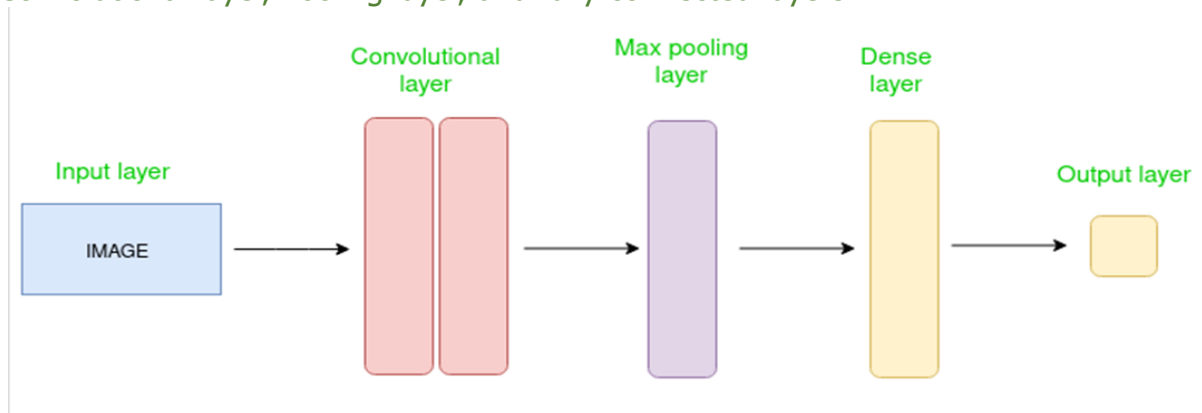 Convolutional
layer
Max pooling
layer
Dense
layer
Input layer
Output layer
IMAGE